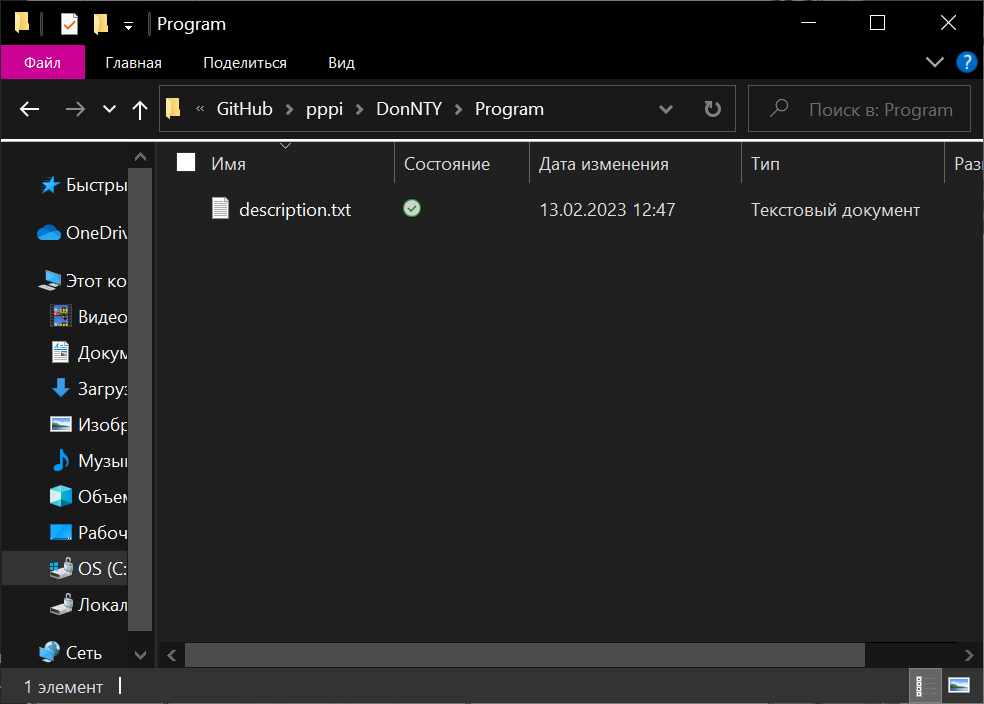 Program
Файл Главная Поделиться Вид
« GitHub pppi DonNTY Program Поиск в: Program
Имя Состояние Дата изменения Тип Раз
description.txt 13.02.2023 12:47 Текстовый документ
Быстры
OneDriv
Этот ко
Видео
Докум
Загруз
Изобр
Музы
Объем
Рабоч
OS (C:
Локал
Сеть
1 элемент